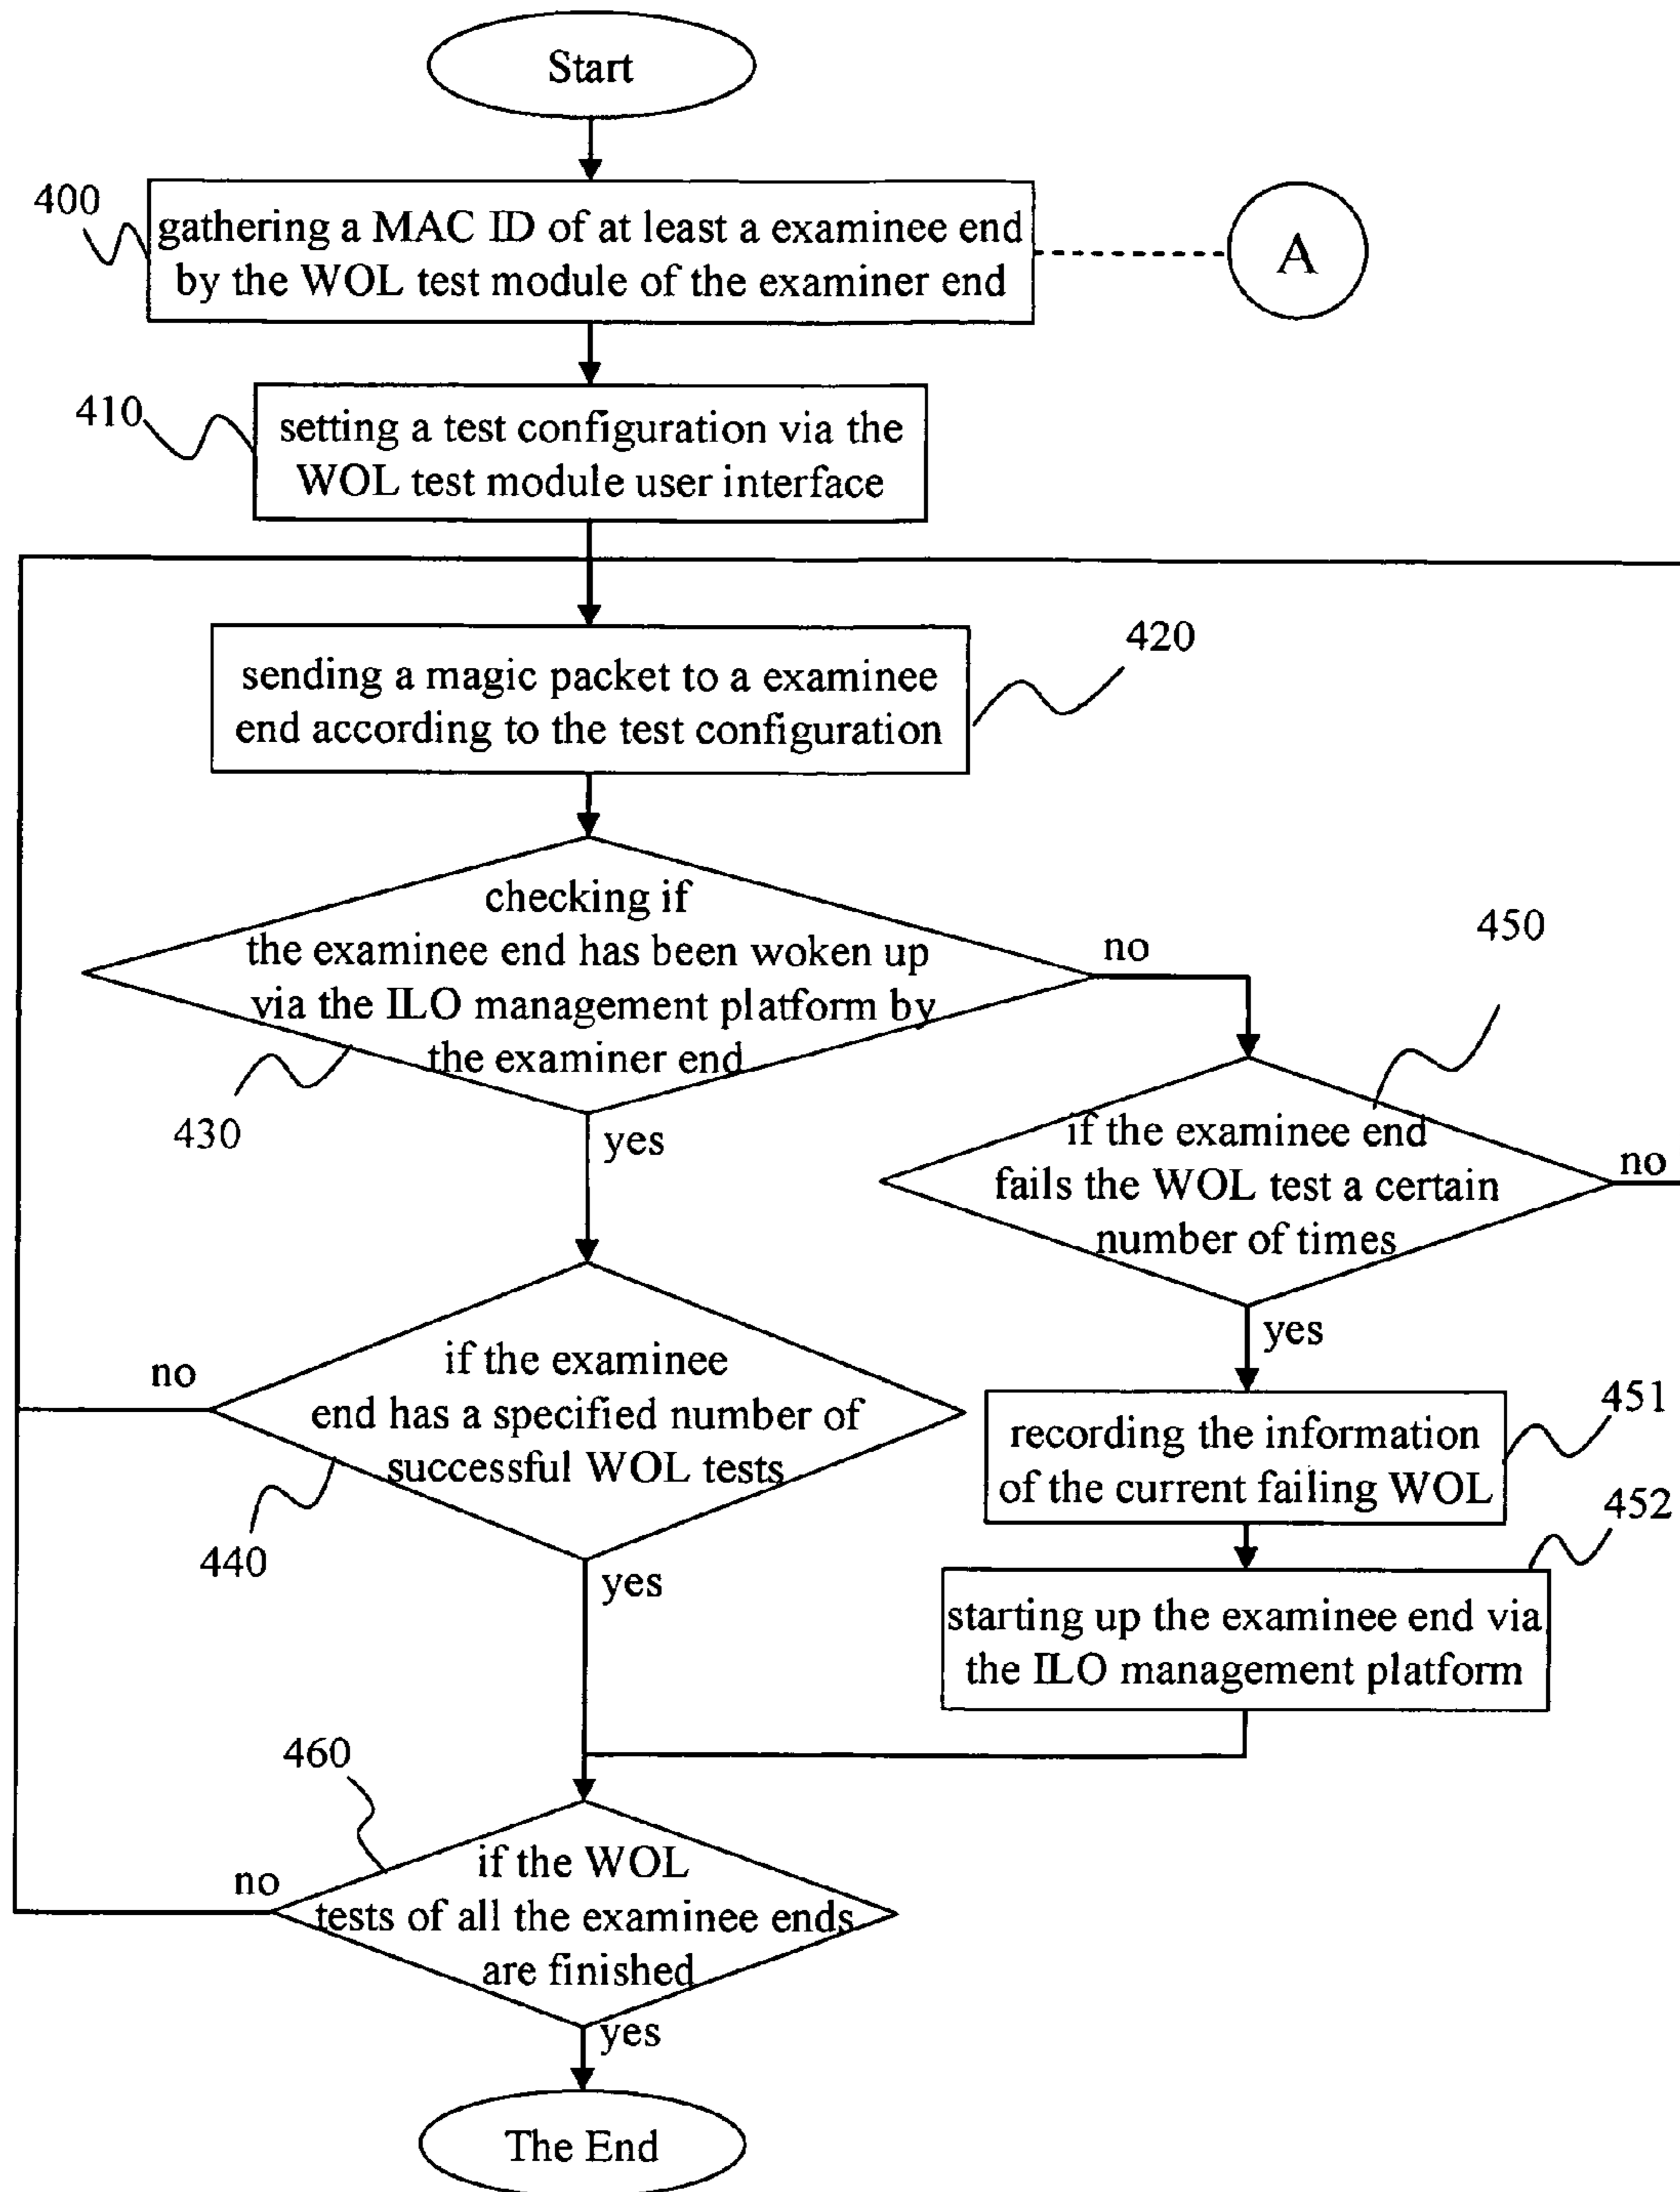 Start
400
gathering a MAC ID of at least a examinee end
by the WOL test module of the examiner end
A
410
setting a test configuration via the
WOL test module user interface
420
sending a magic packet to a examinee
end according to the test configuration
checking if
the examinee end has been woken up
via the ILO management platform by
the examiner end
no
430
yes
450
if the examinee end
fails the WOL test a certain
number of times
no
yes
no
if the examinee
end has a specified number of
successful WOL tests
440
yes
451
recording the information
of the current failing WOL
452
starting up the examinee end via
the ILO management platform
460
no
if the WOL
tests of all the examinee ends
are finished
yes
The End